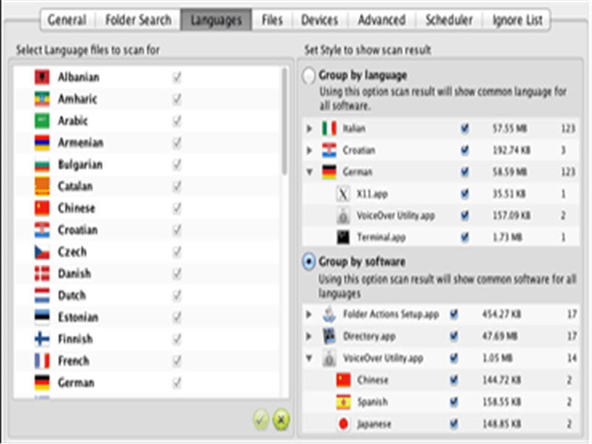 General Folder Search Languages Files Devices Advanced Scheduler Ignore List
Select Language files to scan for
Albanian
Amharic
Arabic
Armenian
Bulgarian
Catalan
Chinese
Croatian
Czech
Danish
Dutch
Estonian
Finnish
French
German
Set Style to show scan result
Group by language
Using this option scan result will show common language for
all software.
Italian 57.55 MB 123
Croatian 192.74 KB 3
German 58.59 MB 123
X11.app 35.51 KB 1
VoiceOver Utility.app 157.09 KB 2
Terminal.app 1.73 MB 1
Group by software
Using this option scan result will show common software for all
languages
Folder Actions Setup.app 454.27 KB 17
Directory.app 47.69 MB 17
VoiceOver Utility.app 1.05 MB 14
Chinese 144.72 KB 2
Spanish 158.55 KB 2
Japanese 148.85 KB 2